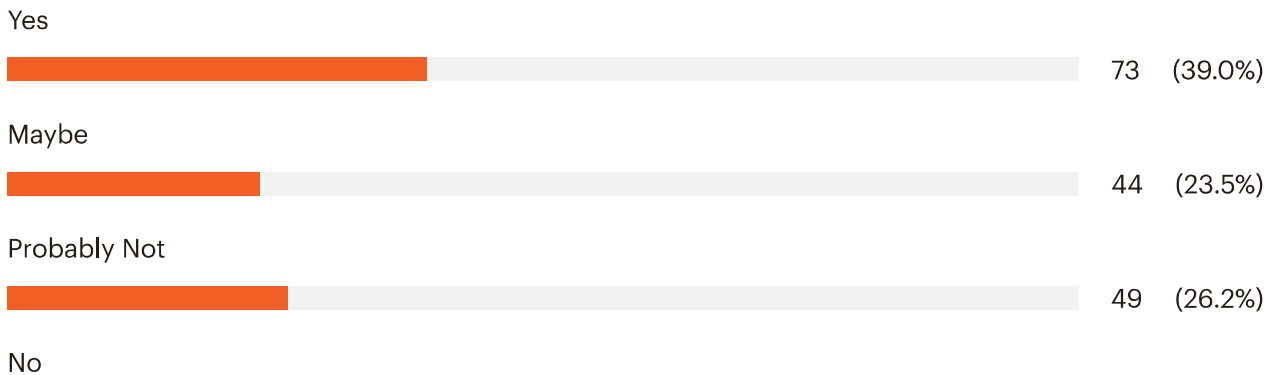 Yes
73 (39.0%)
Maybe
44 (23.5%)
Probably Not
49 (26.2%)
No